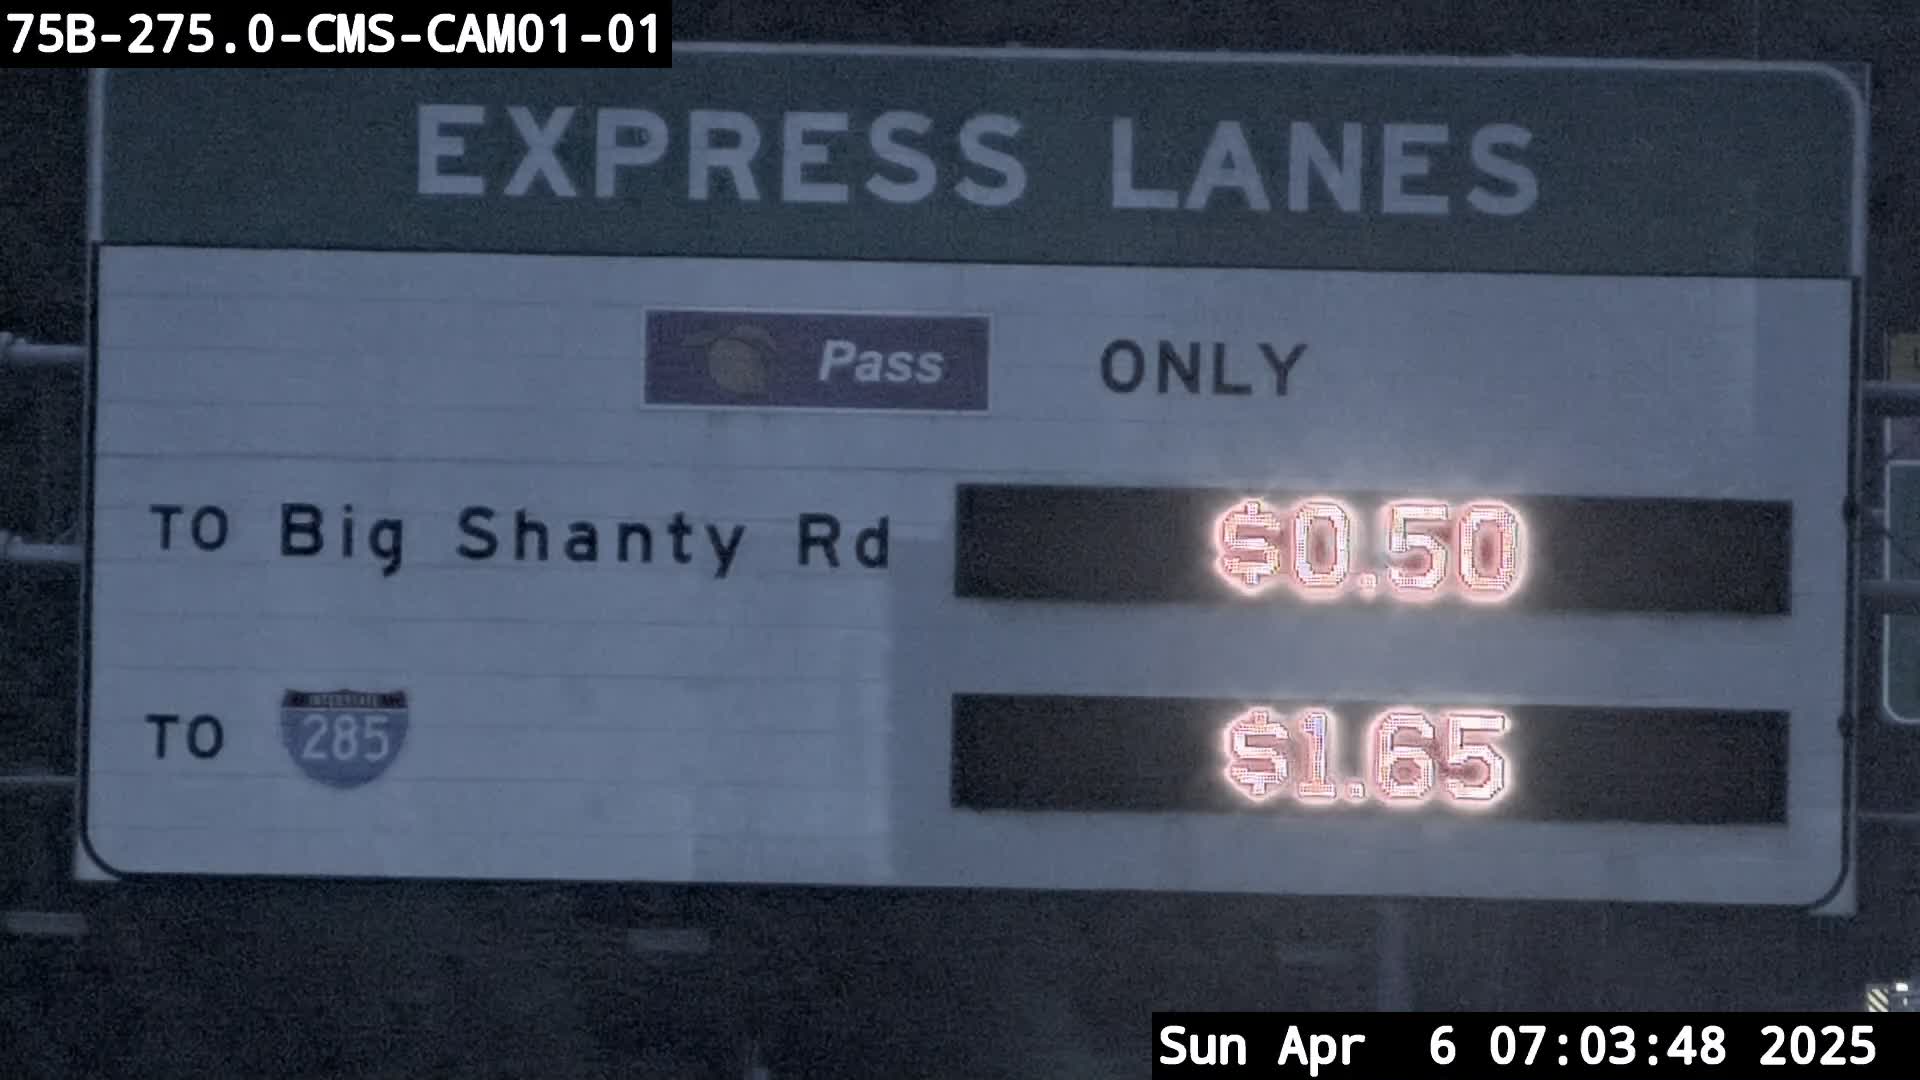 75B-275.0-CMS-CAM01-01
EXPRESS LANES
Pass ONLY
TO Big Shanty Rd $0.50
INTERSTATE
TO 285 $1.65
Sun Apr 6 07:03:48 2025